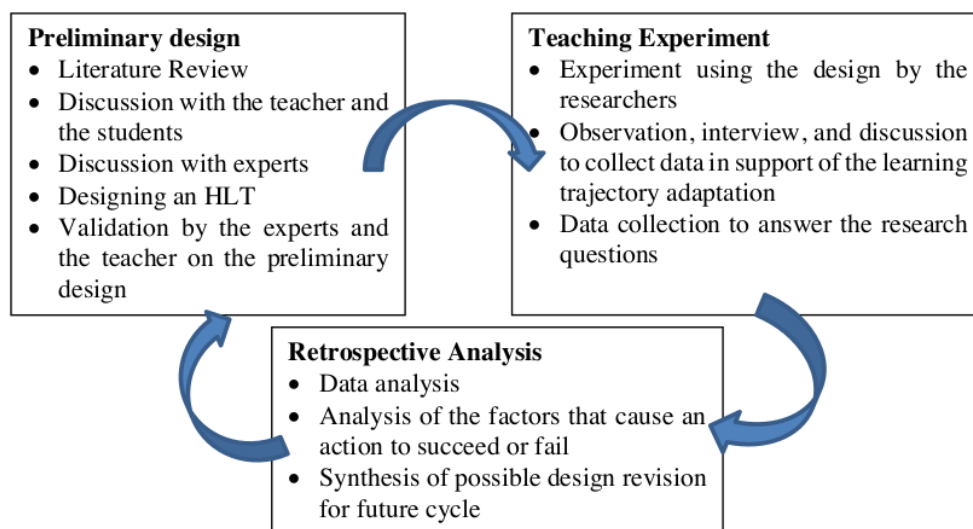 Preliminary design
• Literature Review
• Discussion with the teacher and
the students
• Discussion with experts
• Designing an HLT
• Validation by the experts and
the teacher on the preliminary
design
Teaching Experiment
• Experiment using the design by the
researchers
• Observation, interview, and discussion
to collect data in support of the learning
trajectory adaptation
• Data collection to answer the research
questions
Retrospective Analysis
• Data analysis
• Analysis of the factors that cause an
action to succeed or fail
• Synthesis of possible design revision
for future cycle